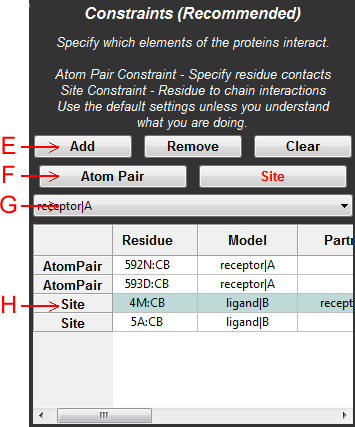 Constraints (Recommended)
Specify which elements of the proteins interact.
Atom Pair Constraint - Specify residue contacts
Site Constraint - Residue to chain interactions
Use the default settings unless you understand
what you are doing.
E Add Remove Clear
F Atom Pair Site
G receptor|A
Residue Model Partn
AtomPair 592N:CB receptor|A
AtomPair 593D:CB receptor|A
H Site 4M:CB ligand|B recept
Site 5A:CB ligand|B